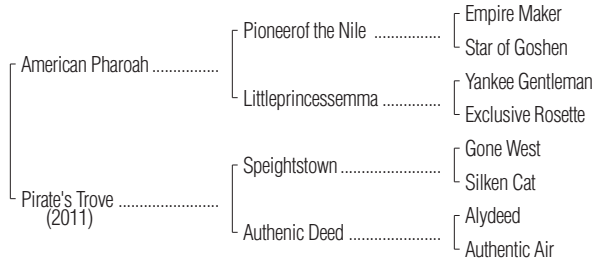 Empire Maker
Pioneerof the Nile ................
Star of Goshen
American Pharoah ................
Yankee Gentleman
Littleprincessemma ..............
Exclusive Rosette
Gone West
Speightstown .......................
Silken Cat
Pirate's Trove .......................
(2011)
Alydeed
Authenic Deed .....................
Authentic Air